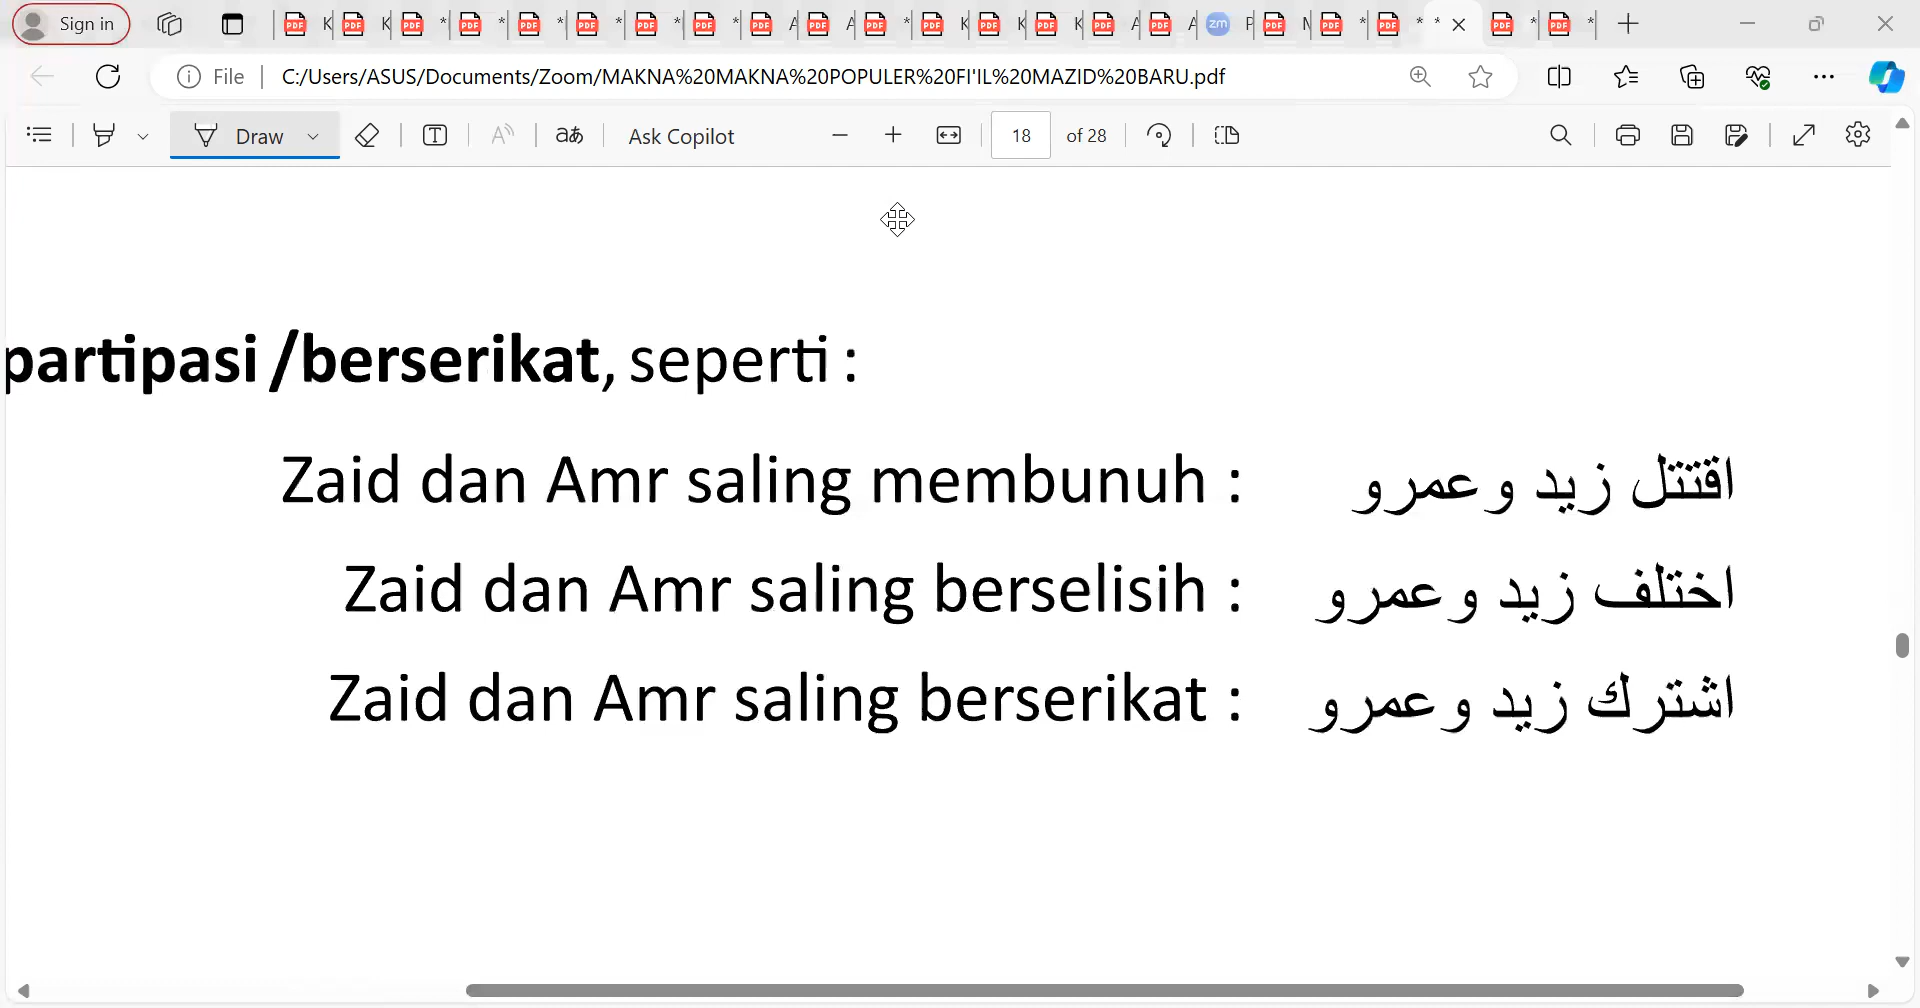 Sign in
File C:/Users/ASUS/Documents/Zoom/MAKNA%20MAKNA%20POPULER%20FI'IL%20MAZID%20BARU.pdf
Draw Ask Copilot 18 of 28
partipasi /berserikat, seperti :
Zaid dan Amr saling membunuh : اقتتل زيد وعمرو
Zaid dan Amr saling berselisih : اختلف زيد وعمرو
Zaid dan Amr saling berserikat : اشترك زيد وعمرو